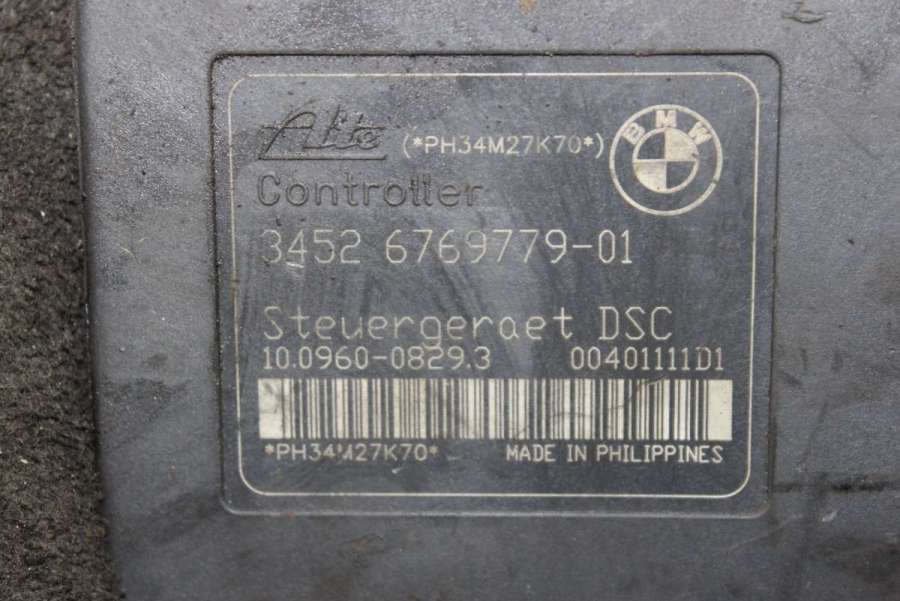 Ate (*PH34M27K70*) BMW
Controller
3452 6769779-01
Steuergeraet DSC
10.0960-0829.3 00401111D1
*PH34M27K70* MADE IN PHILIPPINES